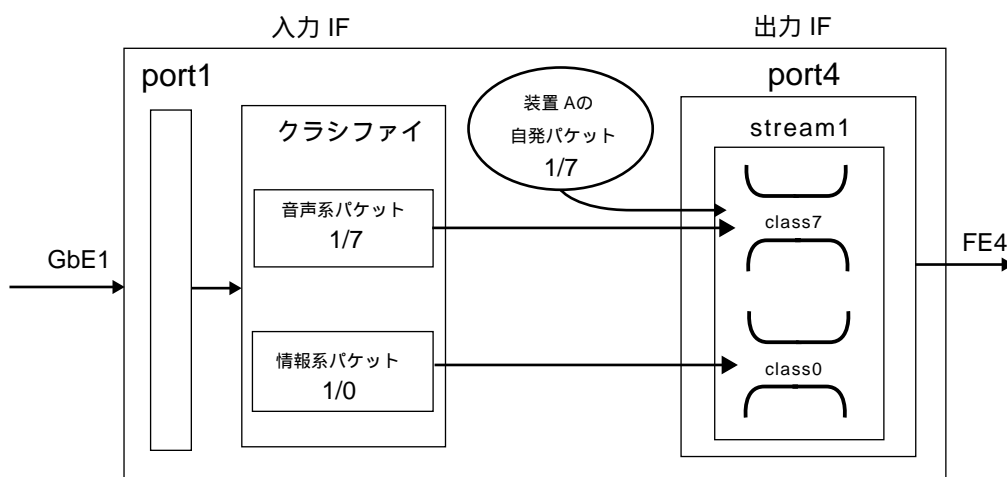 入力 IF
出力 IF
port1
port4
クラシファイ
装置 Aの
自発パケット
1/7
stream1
音声系パケット
1/7
class7
GbE1
FE4
情報系パケット
1/0
class0